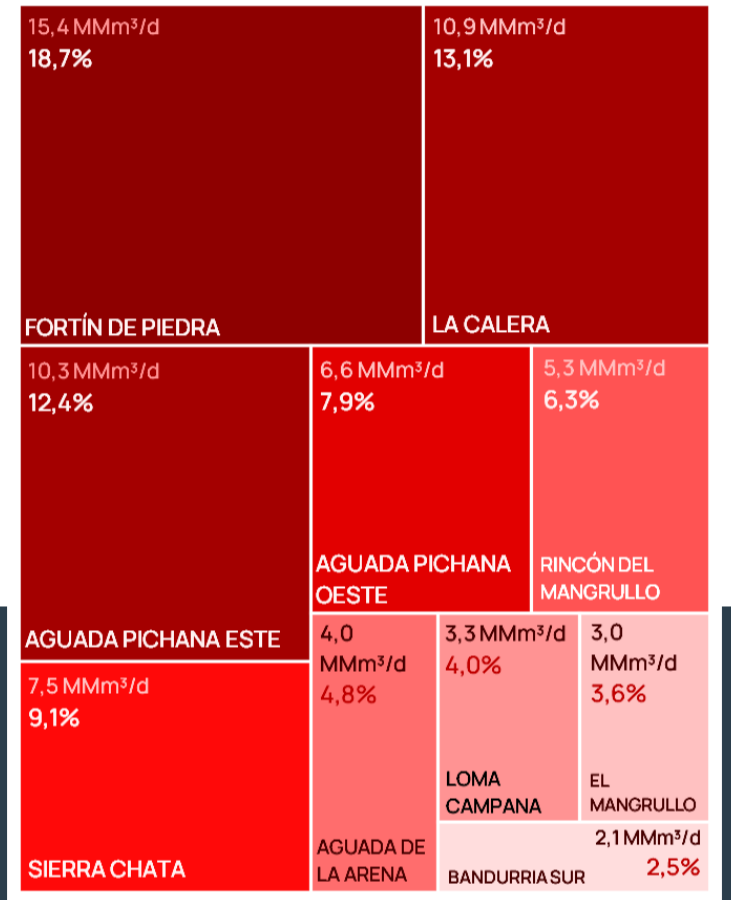 15,4 MMm³/d
18,7%
FORTÍN DE PIEDRA
10,9 MMm³/d
13,1%
LA CALERA
10,3 MMm³/d
12,4%
AGUADA PICHANA ESTE
6,6 MMm³/d
7,9%
AGUADA PICHANA
OESTE
5,3 MMm³/d
6,3%
RINCÓN DEL
MANGRULLO
7,5 MMm³/d
9,1%
SIERRA CHATA
4,0
MMm³/d
4,8%
AGUADA DE
LA ARENA
3,3 MMm³/d
4,0%
LOMA
CAMPANA
3,0
MMm³/d
3,6%
EL
MANGRULLO
2,1 MMm³/d
2,5%
BANDURRIA SUR